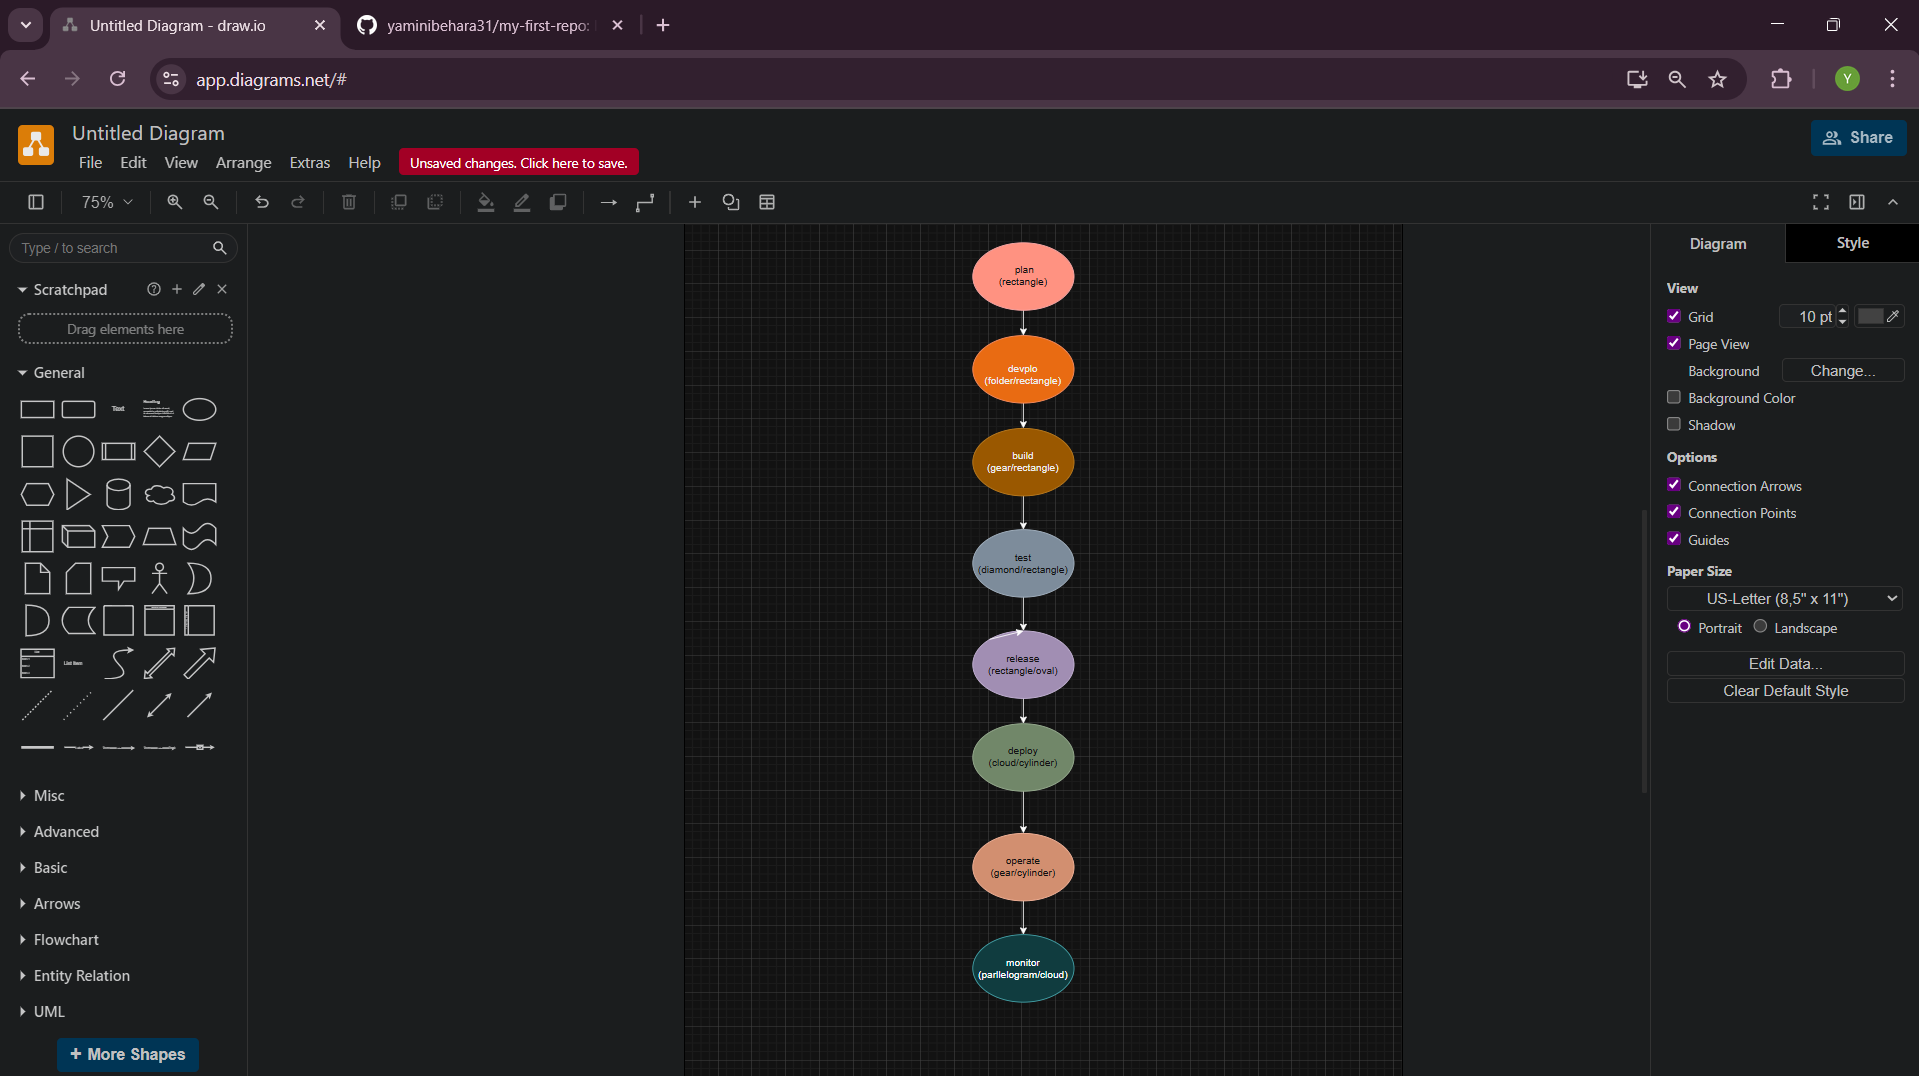 Untitled Diagram - draw.io
yaminibehara31/my-first-repo:
app.diagrams.net/#
Y
Untitled Diagram
File Edit View Arrange Extras Help
Unsaved changes. Click here to save.
Share
75%
Type / to search
Scratchpad
Drag elements here
General
Text
Heading
List Item
Misc
Advanced
Basic
Arrows
Flowchart
Entity Relation
UML
+ More Shapes
plan
(rectangle)
devplo
(folder/rectangle)
build
(gear/rectangle)
test
(diamond/rectangle)
release
(rectangle/oval)
deploy
(cloud/cylinder)
operate
(gear/cylinder)
monitor
(parllelogram/cloud)
Diagram
Style
View
Grid
10 pt
Page View
Background
Change...
Background Color
Shadow
Options
Connection Arrows
Connection Points
Guides
Paper Size
US-Letter (8,5" x 11")
Portrait
Landscape
Edit Data...
Clear Default Style